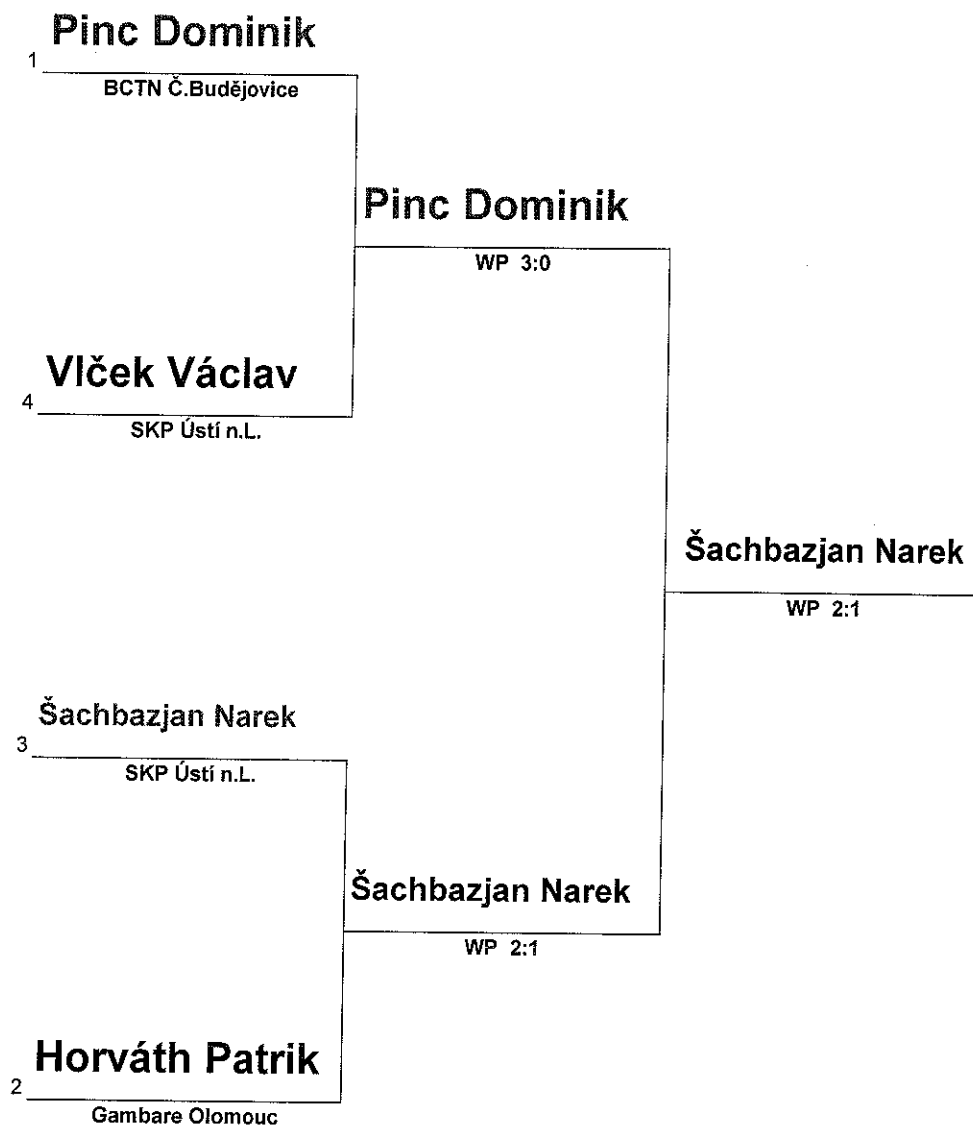 Pinc Dominik
1
BCTN Č.Budějovice
Pinc Dominik
WP 3:0
Vlček Václav
4
SKP Ústí n.L.
Šachbazjan Narek
WP 2:1
Šachbazjan Narek
3
SKP Ústí n.L.
Šachbazjan Narek
WP 2:1
Horváth Patrik
2
Gambare Olomouc